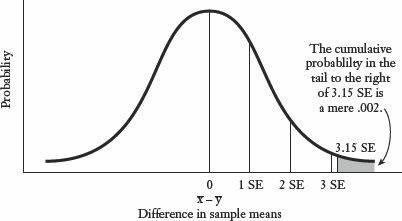 Probability
The cumulative
probablilty in the
tail to the right
of 3.15 SE is
a mere .002.
3.15 SE
0 1 SE 2 SE 3 SE
x̄ – ȳ
Difference in sample means